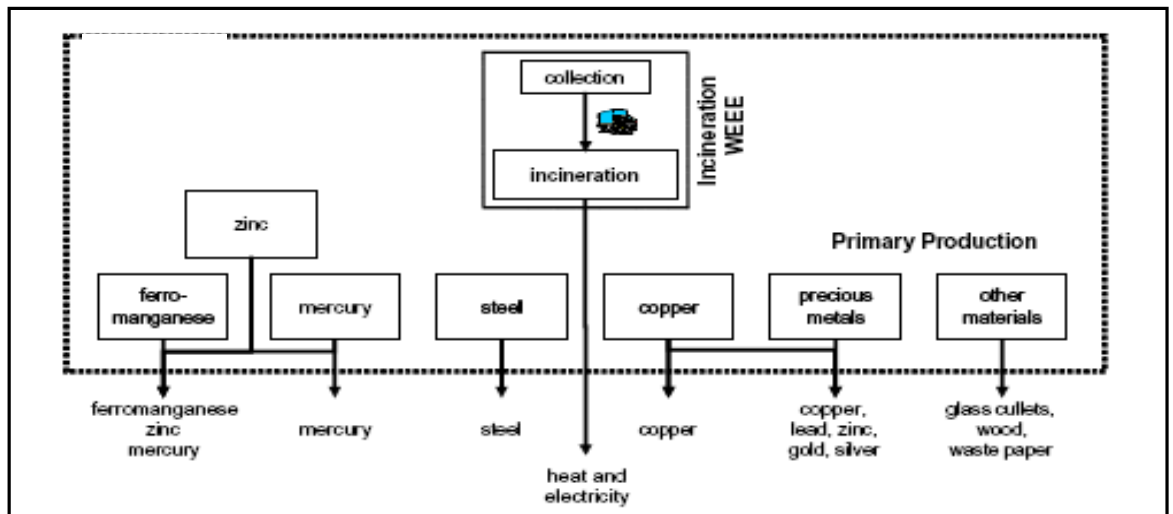 collection
incineration
Incineration
WEEE
zinc
Primary Production
ferro-
manganese
mercury
steel
copper
precious
metals
other
materials
ferromanganese
zinc
mercury
mercury
steel
copper
copper,
lead, zinc,
gold, silver
glass cullets,
wood,
waste paper
heat and
electricity